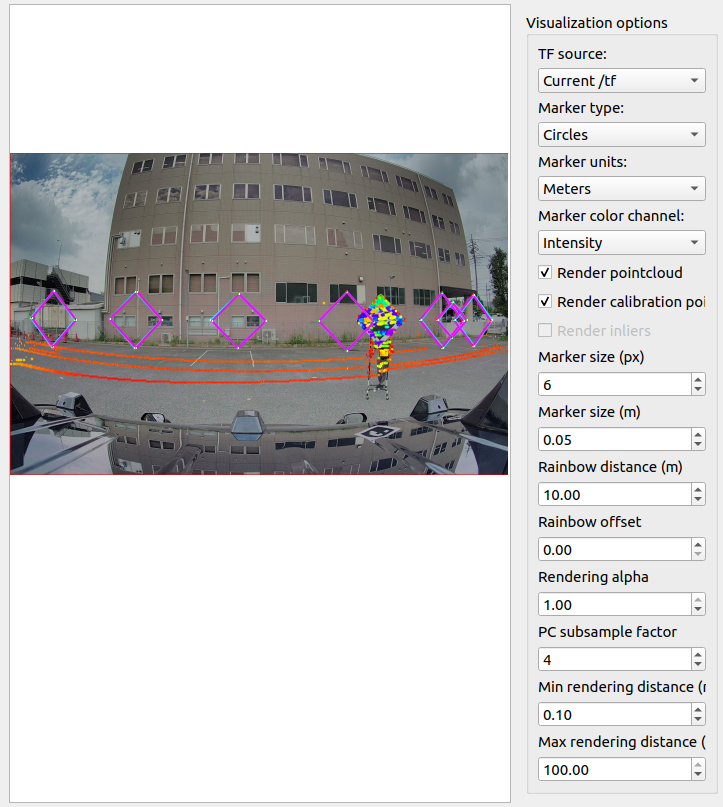 Visualization options
TF source:
Current /tf
Marker type:
Circles
Marker units:
Meters
Marker color channel:
Intensity
Render pointcloud
Render calibration poi
Render inliers
Marker size (px)
6
Marker size (m)
0.05
Rainbow distance (m)
10.00
Rainbow offset
0.00
Rendering alpha
1.00
PC subsample factor
4
Min rendering distance (r
0.10
Max rendering distance (
100.00